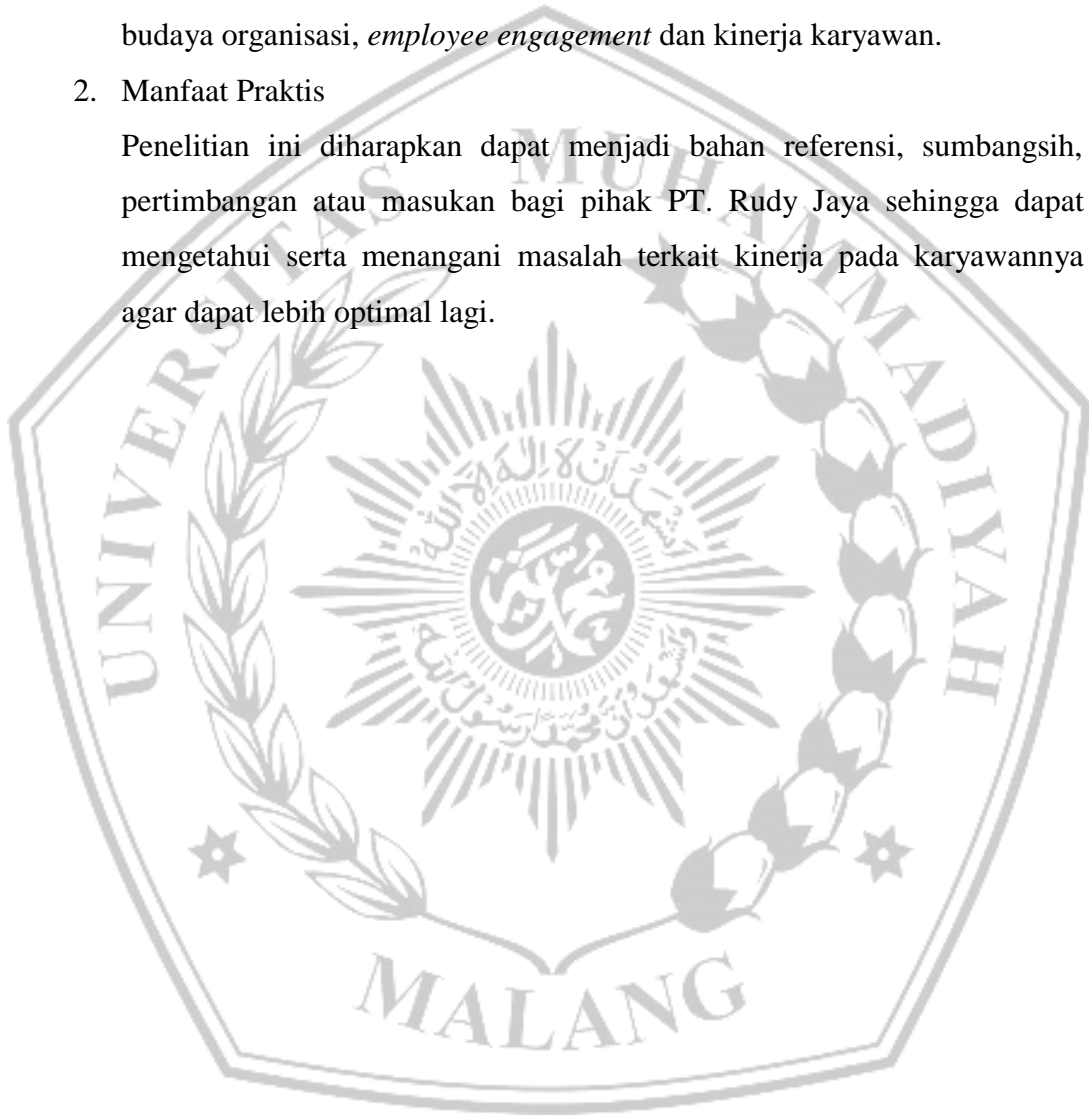 budaya organisasi, employee engagement dan kinerja karyawan.
2. Manfaat Praktis
Penelitian ini diharapkan dapat menjadi bahan referensi, sumbangsih,
pertimbangan atau masukan bagi pihak PT. Rudy Jaya sehingga dapat
mengetahui serta menangani masalah terkait kinerja pada karyawannya
agar dapat lebih optimal lagi.
UNIVERSITAS MUHAMMADIYAH
MALANG